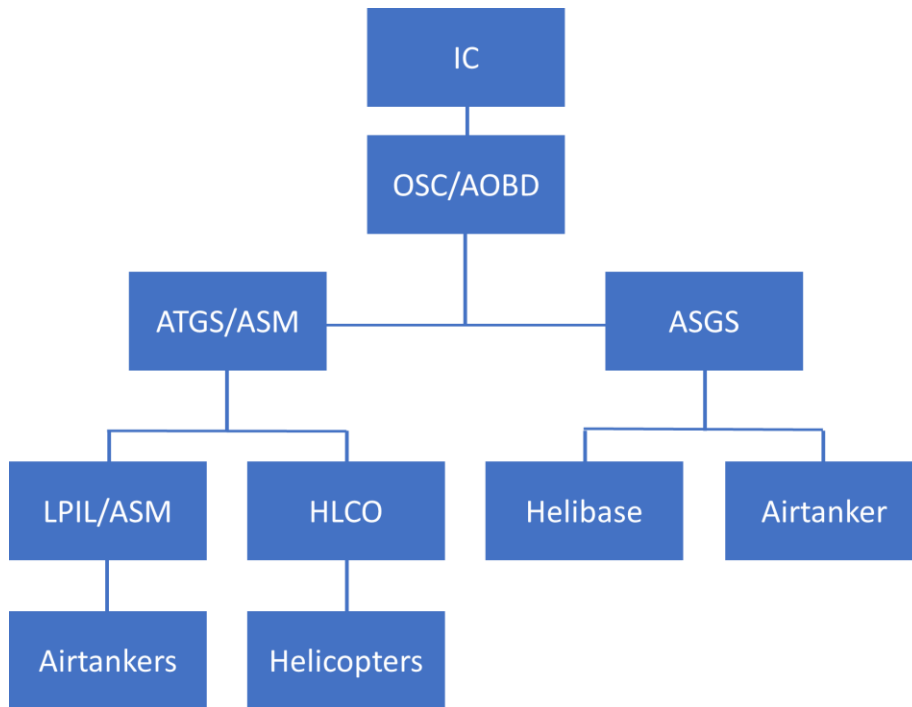 IC
OSC/AOBD
ATGS/ASM
ASGS
LPIL/ASM
HLCO
Helibase
Airtanker
Airtankers
Helicopters